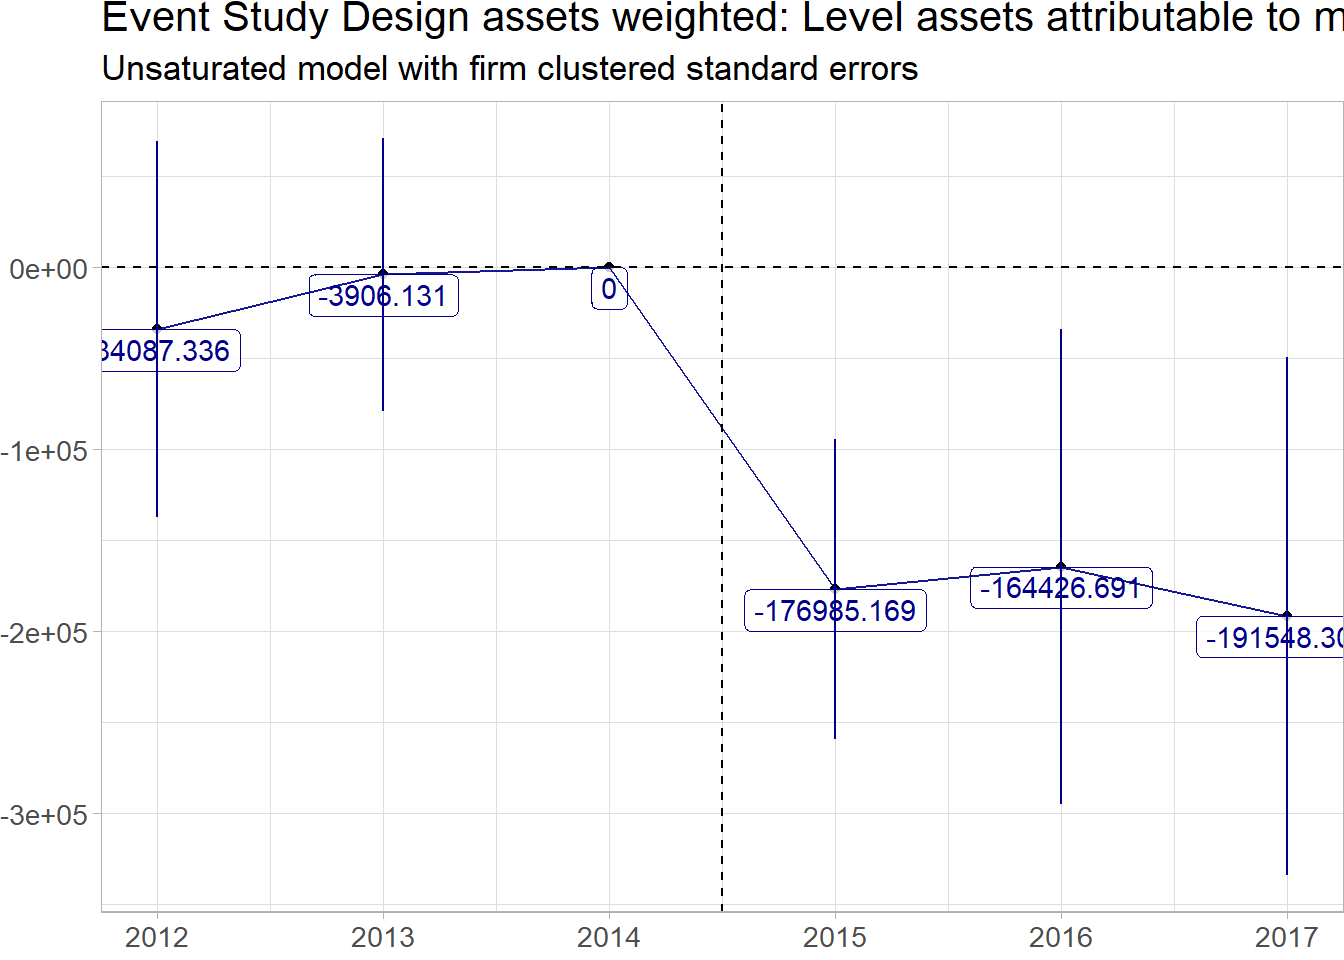 Event Study Design assets weighted: Level assets attributable to
Unsaturated model with firm clustered standard errors
0e+00
-1e+05
-2e+05
-3e+05
34087.336
-3906.131
0
-176985.169
-164426.691
-191548.30
2012 2013 2014 2015 2016 2017